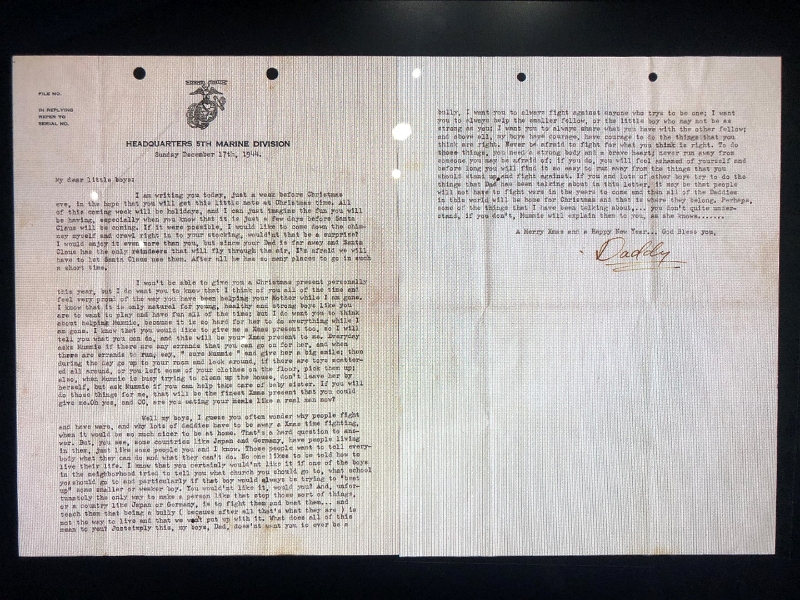 FILE NO.
IN REPLYING
REFER TO
SERIAL NO.
HEADQUARTERS 5TH MARINE DIVISION
Sunday December 17th, 1944.
My dear little boys:
I am writing you today, just a week before Christmas
eve, in the hope that you will get this little note at Christmas time. All
of this coming week will be holidays, and I can just imagine the fun you will
be having, especially when you know that it is just a few days before Santa
Claus will be coming. If it were possible, I would like to come down the chim-
ney myself and crawl right in to your stocking, would'nt that be a surprise?
I would enjoy it even more than you, but since your Dad is far away and Santa
Claus has the only reindeers that will fly through the air, I'm afraid we will
have to let Santa Claus use them. After all he has so many places to go in such
a short time.
I won't be able to give you a Christmas present personally
this year, but I do want you to know that I think of you all of the time and
feel very proud of the way you have been helping your Mother while I am gone.
I know that it is only natural for young, healthy and strong boys like you
are to want to play and have fun all of the time; but I do want you to think
about helping Mummie, because it is so hard for her to do everything while I
am gone. I know that you would like to give me a Xmas present too, so I will
tell you what you can do, and this will be your Xmas present to me. Everyday
asks Mummie if there are any errands that you can go on for her, and when
there are errands to run; say, " sure Mummie " and give her a big smile; then
during the day go up to your room and look around, if there are toys scatter-
ed all around, or you left some of your clothes on the floor, pick them up;
also, when Mummie is busy trying to clean up the house, don't leave her by
herself, but ask Mummie if you can help take care of baby sister. If you will
do those things for me, that will be the finest Xmas present that you could
give me.Oh yes, and CC, are you eating your meals like a real man now?
Well my boys, I guess you often wonder why people fight
and have wars, and why lots of daddies have to be away a Xmas time fighting,
when it would be so much nicer to be at home. That's a hard question to ans-
wer. But, you see, some countries like Japan and Germany, have people living
in them, just like some people you and I know. Those people want to tell every-
body what they can do and what they can't do. No one likes to be told how to
live their life. I know that you certainly would'nt like it if one of the boys
in the neighborhood tried to tell you what church you should go to, what school
you should go to and particularly if that boy would always be trying to "beat
up" some smaller or weaker boy. You would'nt like it, would you? And, unfor-
tunately the only way to make a person like that stop those sort of things,
or a country like Japan or Germany, is to fight them and beat them... and
teach them that being a bully ( because after all that's what they are ) is
not the way to live and that we won't put up with it. What does all of this
mean to you? Just simply this, my boys, Dad, does'nt want you to ever be a
bully, I want you to always fight against anyone who trys to be one; I want
you to always help the smaller fellow, or the little boy who may not be as
strong as you; I want you to always share what you have with the other fellow;
and above all, my boys have courage, have courage to do the things that you
think are right. Never be afraid to fight for what you think is right. To do
those things, you need a strong body and a brave heart; never run away from
someone you may be afraid of; if you do, you will feel ashamed of yourself and
before long you will find it so easy to run away from the things that you
should stand up and fight against. If you and lots of other boys try to do the
things that Dad has been talking about in this letter, it may be that people
will not have to fight wars in the years to come and then all of the Daddies
in this world will be home for Christmas and that is where they belong. Perhaps,
some of the things that I have been talking about,... you don't quite under-
stand, if you don't, Mummie will explain them to you, as she knows.......
A Merry Xmas and a Happy New Year... God Bless you.
Daddy